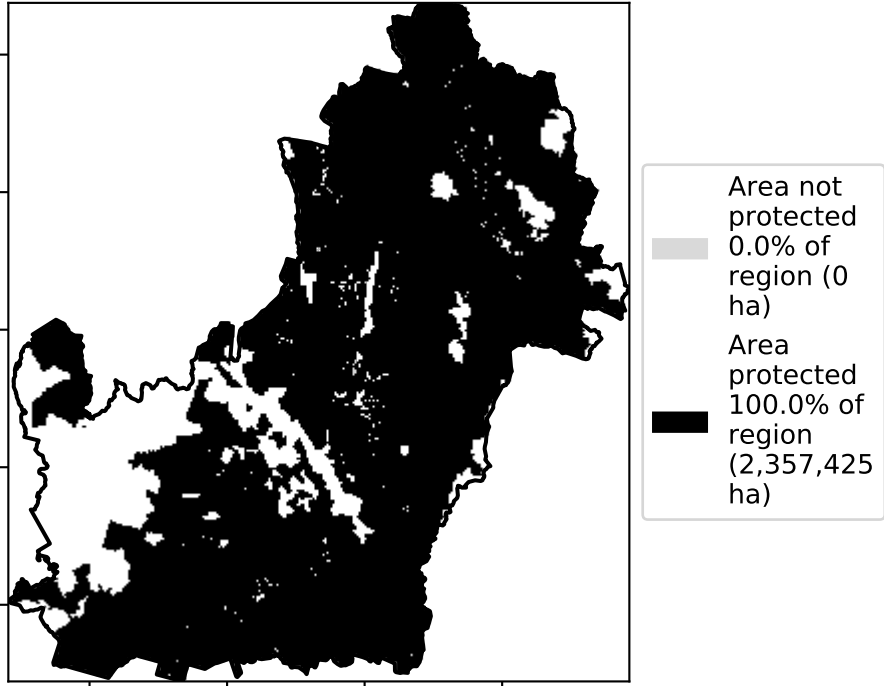 Area not
protected
0.0% of
region (0
ha)
Area
protected
100.0% of
region
(2,357,425
ha)